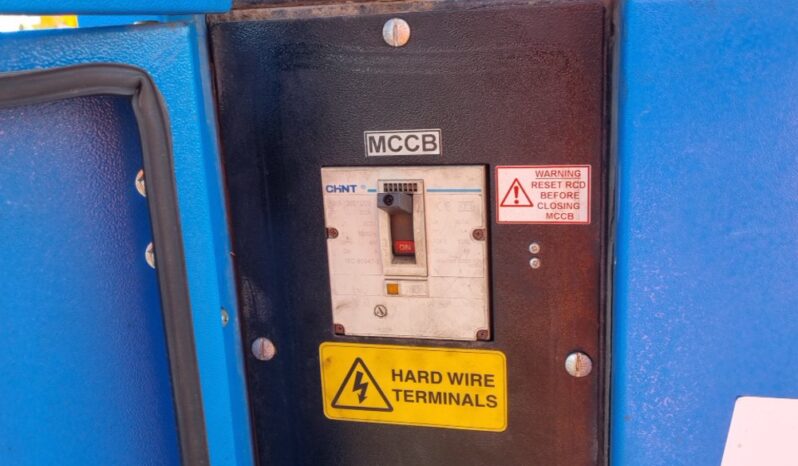 MCCB
CHNT
WARNING
RESET RCD
BEFORE
CLOSING
MCCB
ON
HARD WIRE
TERMINALS